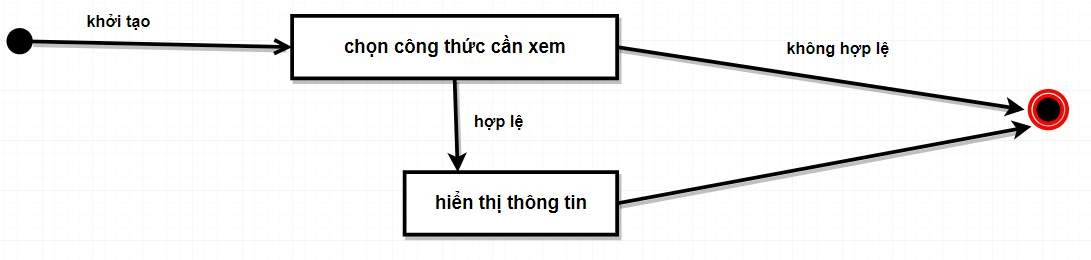 khởi tạo
chọn công thức cần xem
không hợp lệ
hợp lệ
hiển thị thông tin